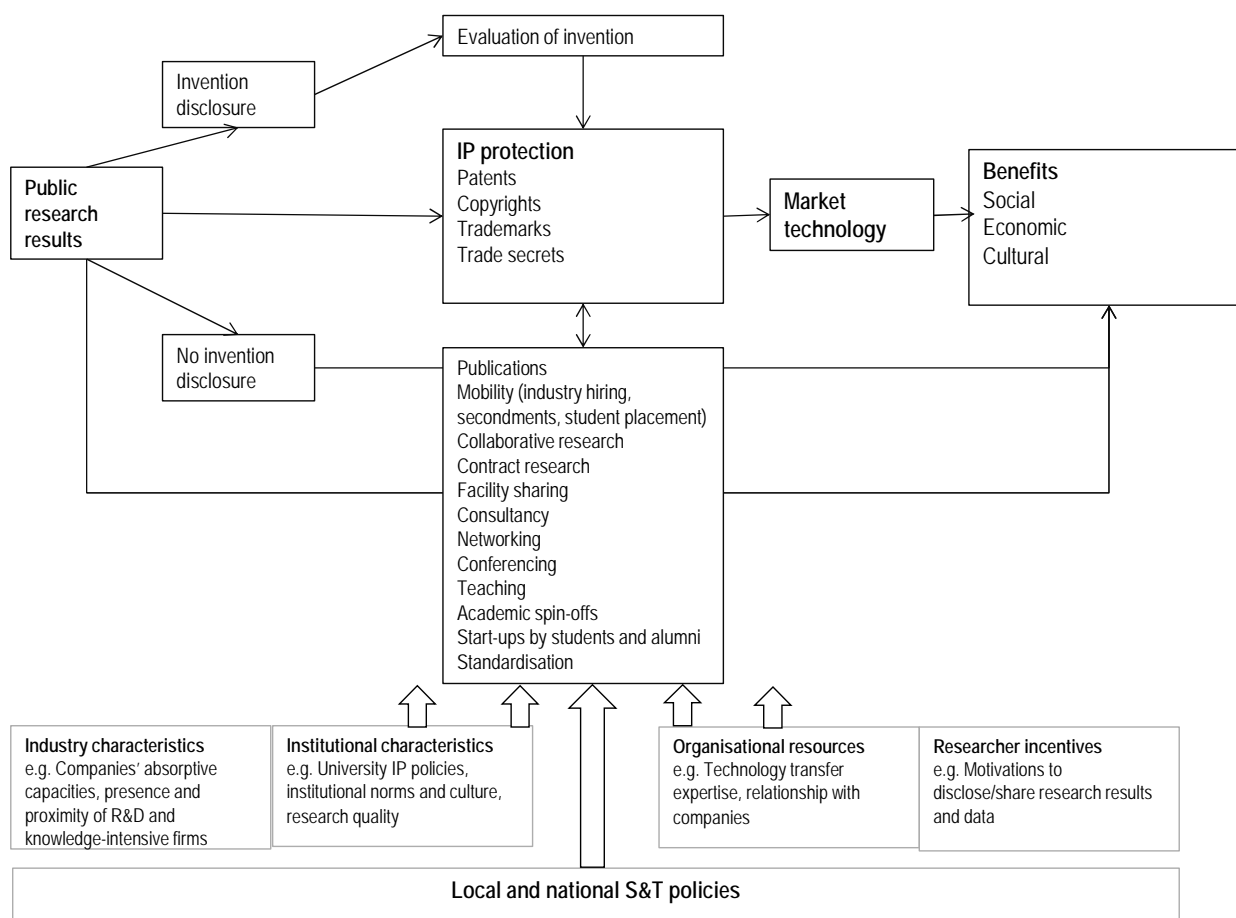 Evaluation of invention
Invention
disclosure
IP protection
Patents
Copyrights
Trademarks
Trade secrets
Public
research
results
Market
technology
Benefits
Social
Economic
Cultural
No invention
disclosure
Publications
Mobility (industry hiring,
secondments, student placement)
Collaborative research
Contract research
Facility sharing
Consultancy
Networking
Conferencing
Teaching
Academic spin-offs
Start-ups by students and alumni
Standardisation
Industry characteristics
e.g. Companies’ absorptive
capacities, presence and
proximity of R&D and
knowledge-intensive firms
Institutional characteristics
e.g. University IP policies,
institutional norms and culture,
research quality
Organisational resources
e.g. Technology transfer
expertise, relationship with
companies
Researcher incentives
e.g. Motivations to
disclose/share research results
and data
Local and national S&T policies